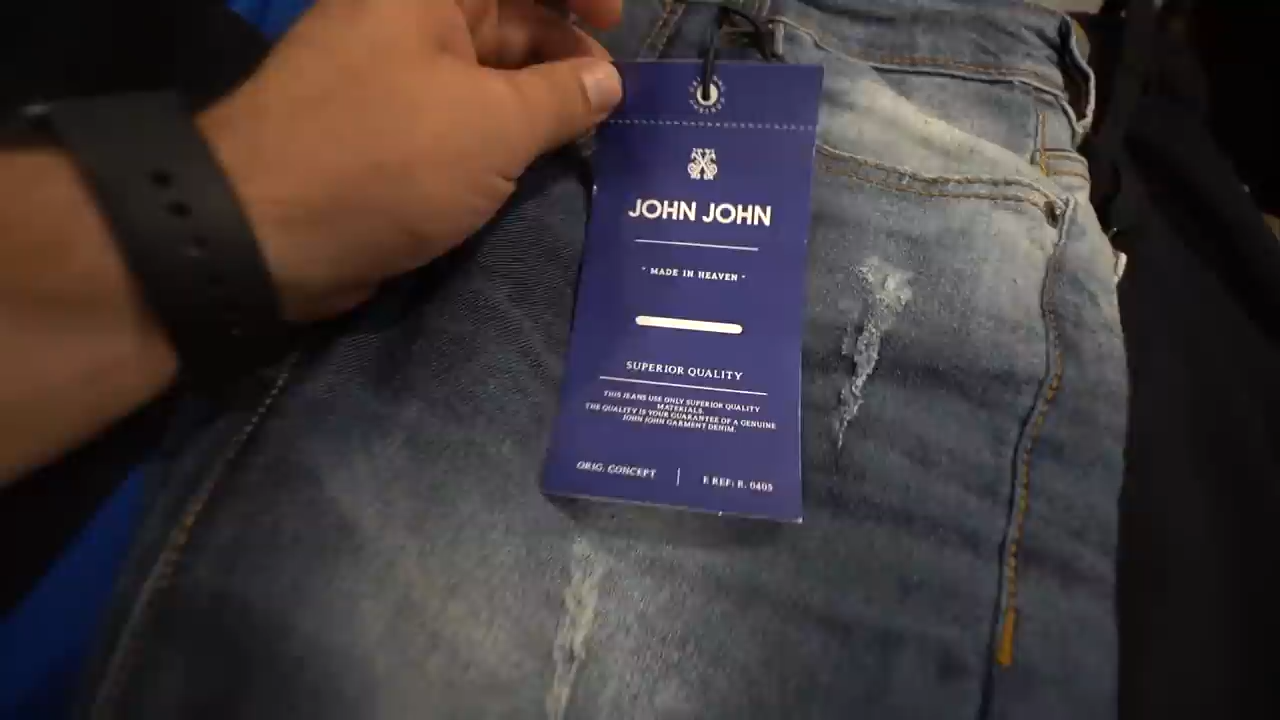 JOHN JOHN
- MADE IN HEAVEN -
SUPERIOR QUALITY
THIS JEANS USE ONLY SUPERIOR QUALITY
MATERIALS.
THE QUALITY IS YOUR GUARANTEE OF A GENUINE
JOHN JOHN GARMENT DENIM.
ORIG. CONCEPT | E REF: R. 0405